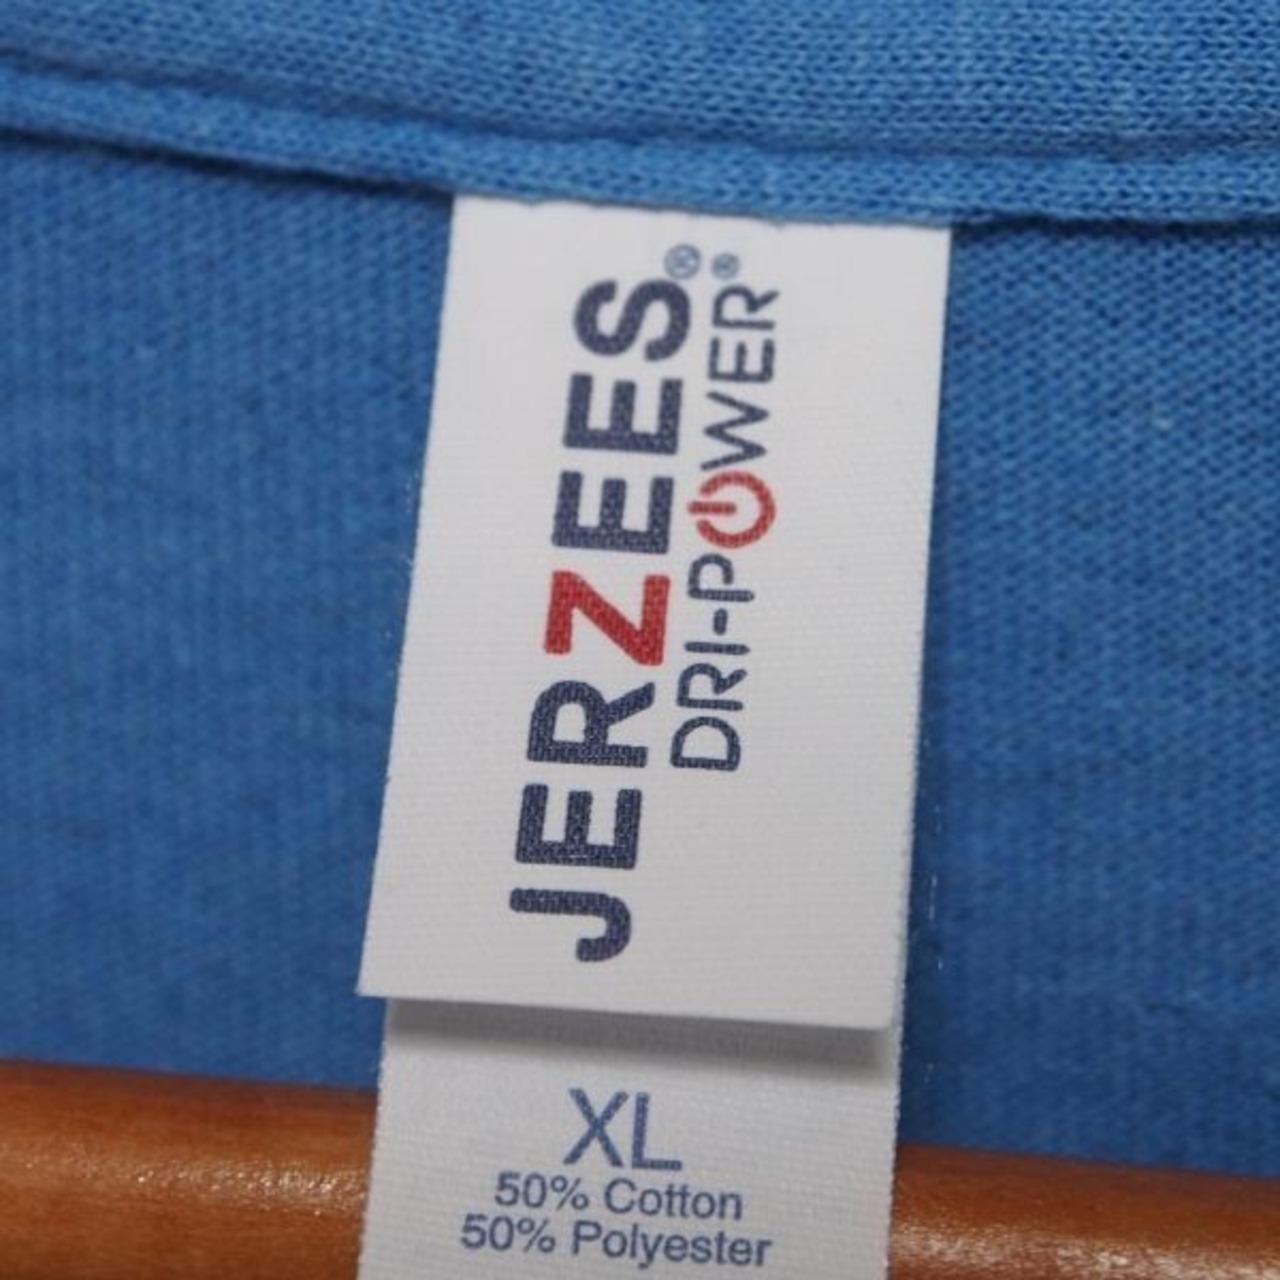 JERZEES®
DRI-POWER®
XL
50% Cotton
50% Polyester